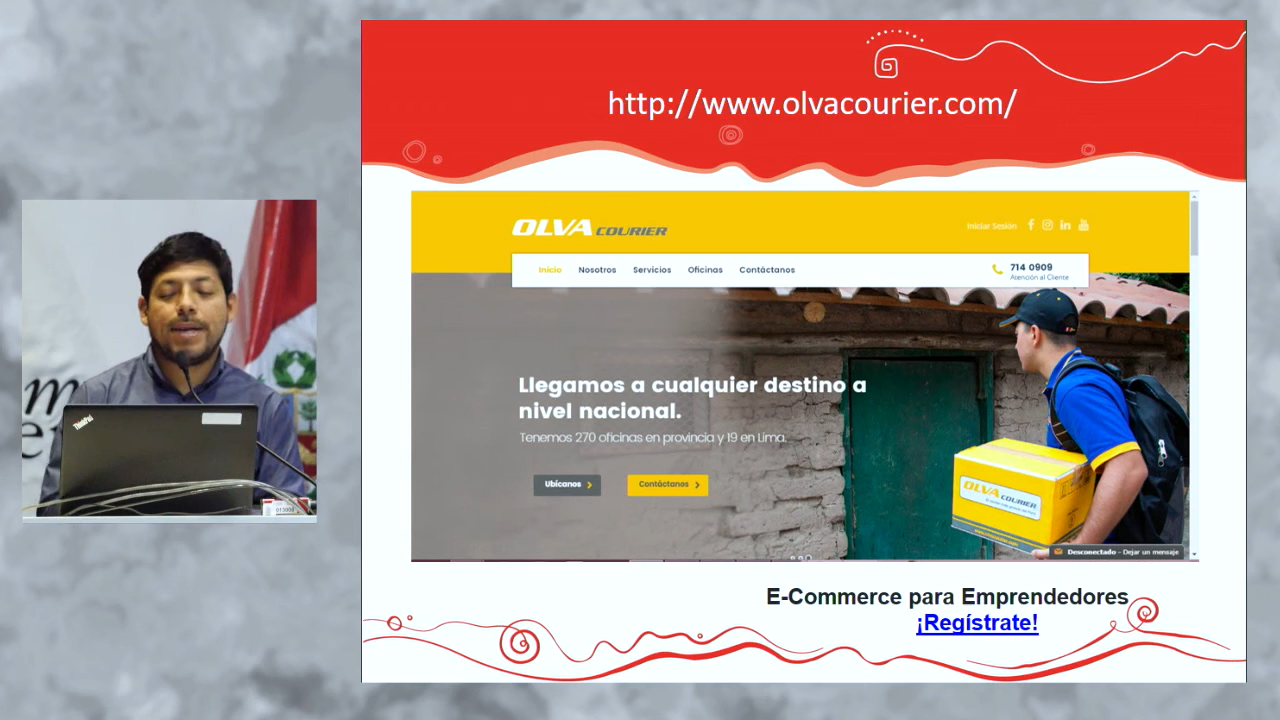 http://www.olvacourier.com/
OLVA COURIER
Iniciar Sesión
Inicio Nosotros Servicios Oficinas Contáctanos
714 0909
Atención al Cliente
Llegamos a cualquier destino a
nivel nacional.
Tenemos 270 oficinas en provincia y 19 en Lima.
Ubícanos
Contáctanos
OLVA COURIER
Desconectado - Dejar un mensaje
E-Commerce para Emprendedores
¡Regístrate!
ThinkPad